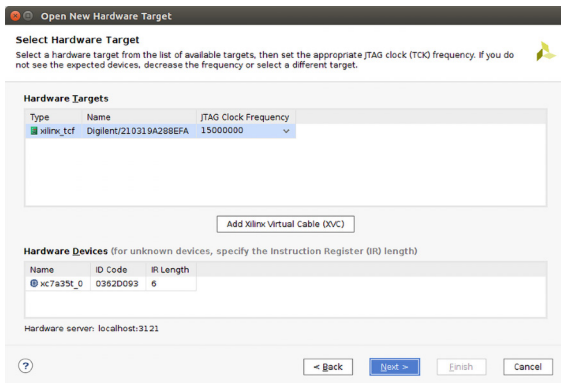 Open New Hardware Target
Select Hardware Target
Select a hardware target from the list of available targets, then set the appropriate JTAG clock (TCK) frequency. If you do
not see the expected devices, decrease the frequency or select a different target.
Hardware Targets
Type Name JTAG Clock Frequency
xilinx_tcf Digilent/210319A288EFA 15000000
Add Xilinx Virtual Cable (XVC)
Hardware Devices (for unknown devices, specify the Instruction Register (IR) length)
Name ID Code IR Length
xc7a35t_0 0362D093 6
Hardware server: localhost:3121
? < Back Next > Finish Cancel